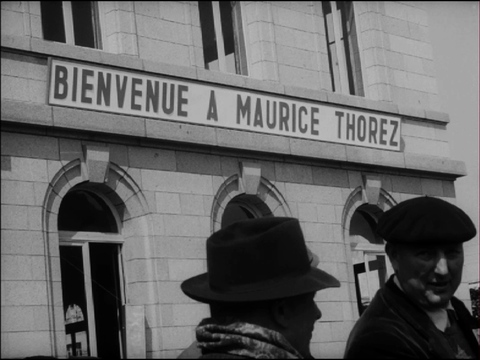 BIENVENUE A MAURICE THOREZ